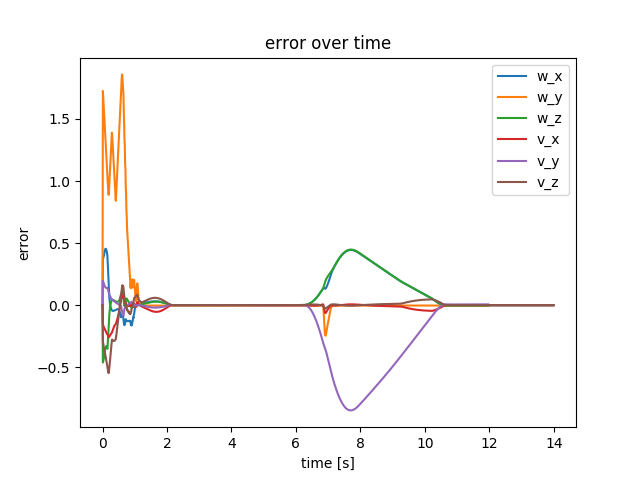 error over time
error
1.5
1.0
0.5
0.0
−0.5
w_x
w_y
w_z
v_x
v_y
v_z
0 2 4 6 8 10 12 14
time [s]